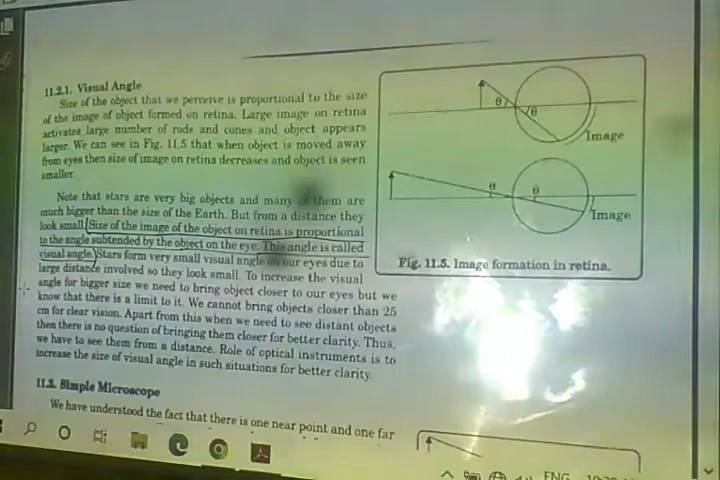 11.2.1. Visual Angle
Size of the object that we perceive is proportional to the size
of the image of object formed on retina. Large image on retina
activates large number of rods and cones and object appears
larger. We can see in Fig. 11.5 that when object is moved away
from eyes then size of image on retina decreases and object is seen
smaller.
Note that stars are very big objects and many of them are
much bigger than the size of the Earth. But from a distance they
look small. Size of the image of the object on retina is proportional
to the angle subtended by the object on the eye. This angle is called
visual angle. Stars form very small visual angle on our eyes due to
large distance involved so they look small. To increase the visual
angle for bigger size we need to bring object closer to our eyes but we
know that there is a limit to it. We cannot bring objects closer than 25
cm for clear vision. Apart from this when we need to see distant objects
then there is no question of bringing them closer for better clarity. Thus,
we have to see them from a distance. Role of optical instruments is to
increase the size of visual angle in such situations for better clarity.
θ
θ
Image
θ
θ
Image
Fig. 11.5. Image formation in retina.
11.3. Simple Microscope
We have understood the fact that there is one near point and one far
ENG